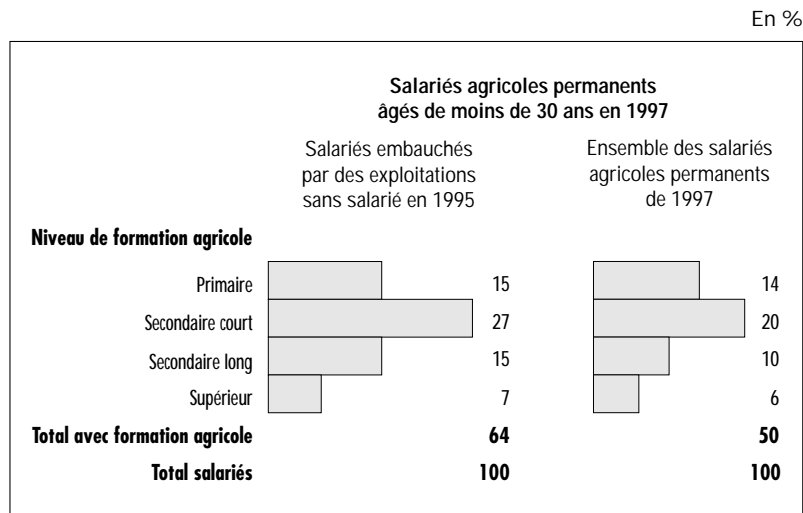 En %
Salariés agricoles permanents
âgés de moins de 30 ans en 1997
Salariés embauchés
par des exploitations
sans salarié en 1995
Ensemble des salariés
agricoles permanents
de 1997
Niveau de formation agricole
Primaire 15 14
Secondaire court 27 20
Secondaire long 15 10
Supérieur 7 6
Total avec formation agricole 64 50
Total salariés 100 100